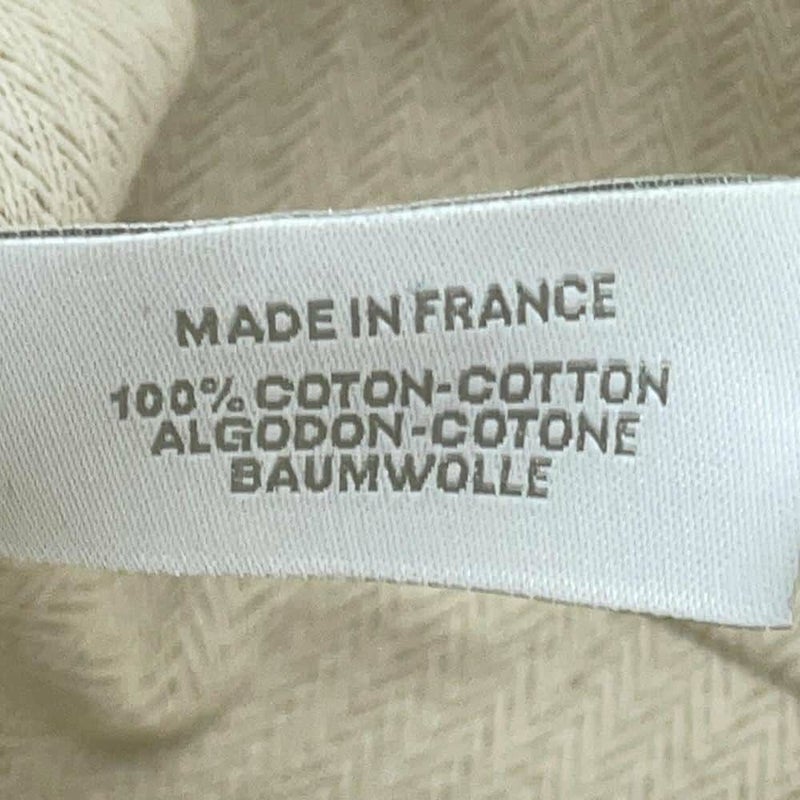 MADE IN FRANCE
100% COTON-COTTON
ALGODON-COTONE
BAUMWOLLE